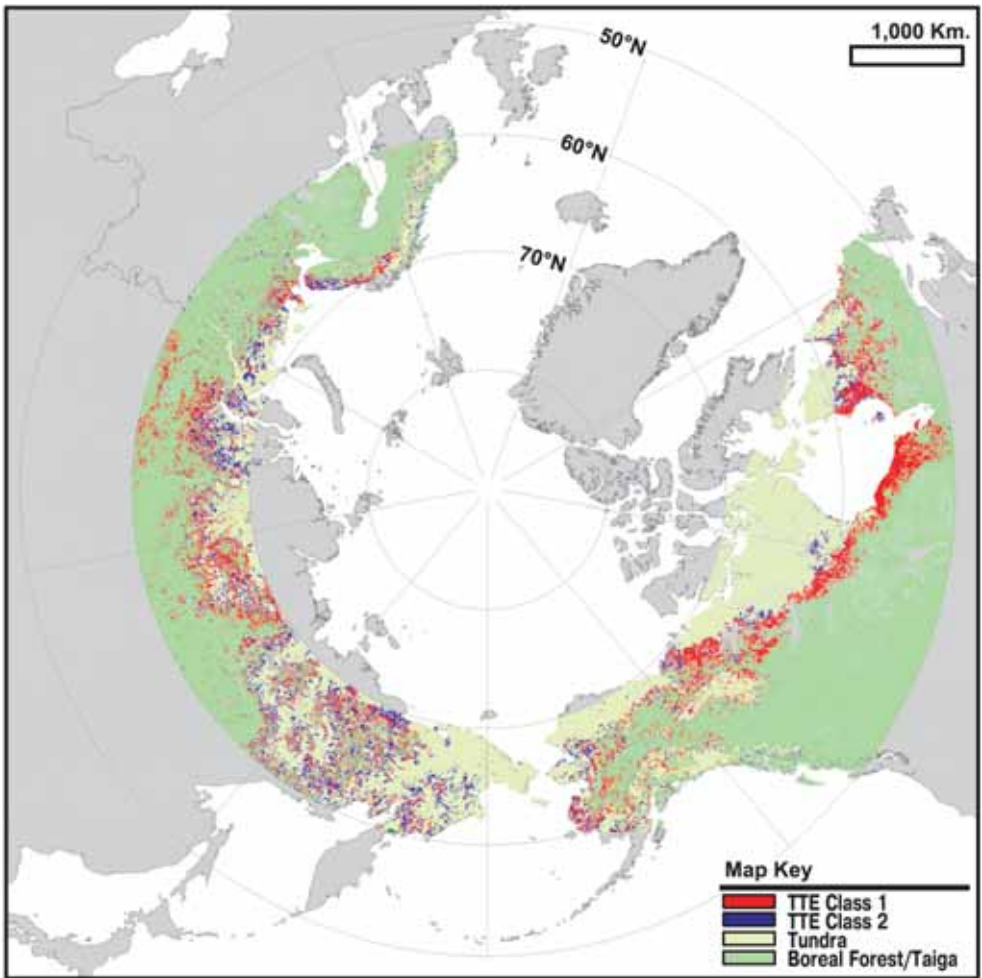 1,000 Km.
50°N
60°N
70°N
Map Key
TTE Class 1
TTE Class 2
Tundra
Boreal Forest/Taiga